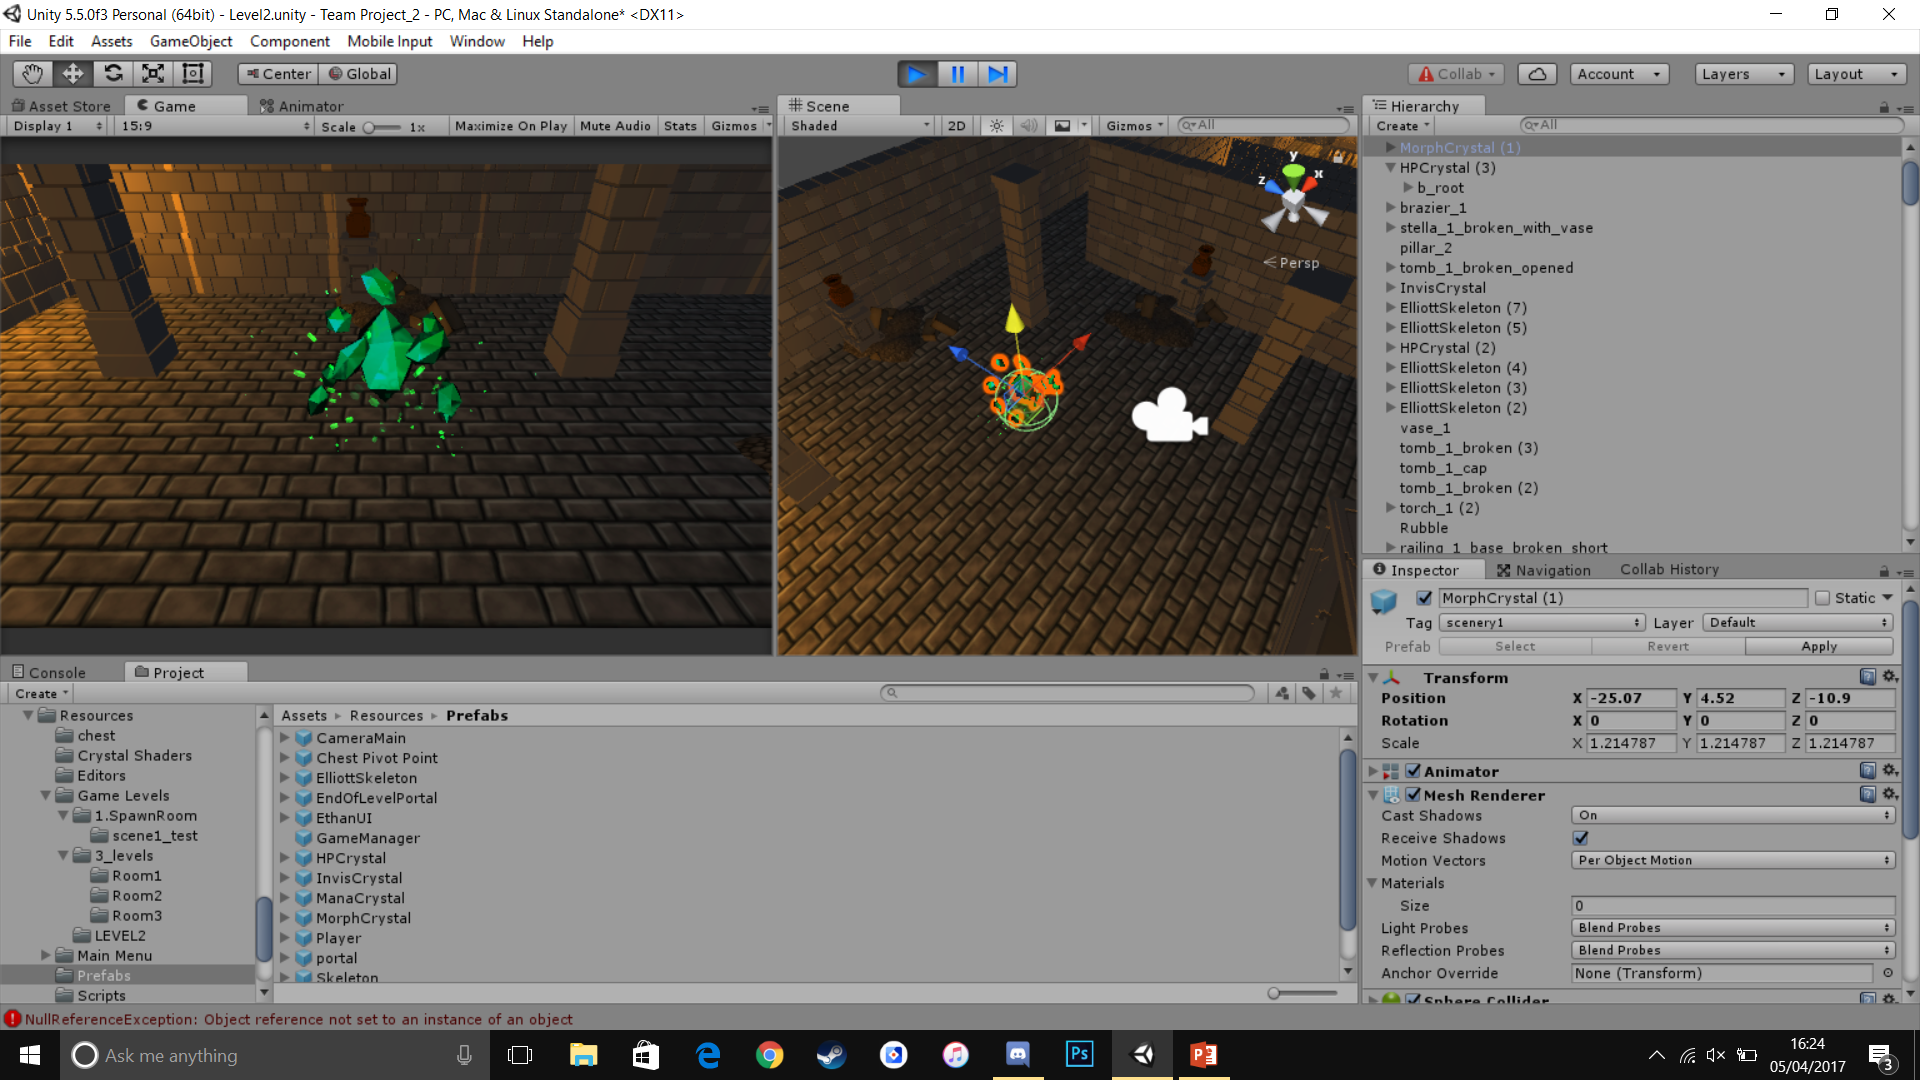 Unity 5.5.0f3 Personal (64bit) - Level2.unity - Team Project_2 - PC, Mac & Linux Standalone* <DX11>
File Edit Assets GameObject Component Mobile Input Window Help
Center Global Collab Account Layers Layout
Asset Store Game Animator
Display 1 15:9 Scale 1x Maximize On Play Mute Audio Stats Gizmos
Scene
Shaded 2D Gizmos All
y
x
z
Persp
Hierarchy
Create All
MorphCrystal (1)
HPCrystal (3)
b_root
brazier_1
stella_1_broken_with_vase
pillar_2
tomb_1_broken_opened
InvisCrystal
ElliottSkeleton (7)
ElliottSkeleton (5)
HPCrystal (2)
ElliottSkeleton (4)
ElliottSkeleton (3)
ElliottSkeleton (2)
vase_1
tomb_1_broken (3)
tomb_1_cap
tomb_1_broken (2)
torch_1 (2)
Rubble
railing_1_base_broken_short
Inspector Navigation Collab History
MorphCrystal (1) Static
Tag scenery1 Layer Default
Prefab Select Revert Apply
Transform
Position X -25.07 Y 4.52 Z -10.9
Rotation X 0 Y 0 Z 0
Scale X 1.214787 Y 1.214787 Z 1.214787
Animator
Mesh Renderer
Cast Shadows On
Receive Shadows
Motion Vectors Per Object Motion
Materials
Size 0
Light Probes Blend Probes
Reflection Probes Blend Probes
Anchor Override None (Transform)
Sphere Collider
Console Project
Create
Resources
chest
Crystal Shaders
Editors
Game Levels
1.SpawnRoom
scene1_test
3_levels
Room1
Room2
Room3
LEVEL2
Main Menu
Prefabs
Scripts
Assets Resources Prefabs
CameraMain
Chest Pivot Point
ElliottSkeleton
EndOfLevelPortal
EthanUI
GameManager
HPCrystal
InvisCrystal
ManaCrystal
MorphCrystal
Player
portal
Skeleton
NullReferenceException: Object reference not set to an instance of an object
Ask me anything
Ps
P
16:24
05/04/2017
3